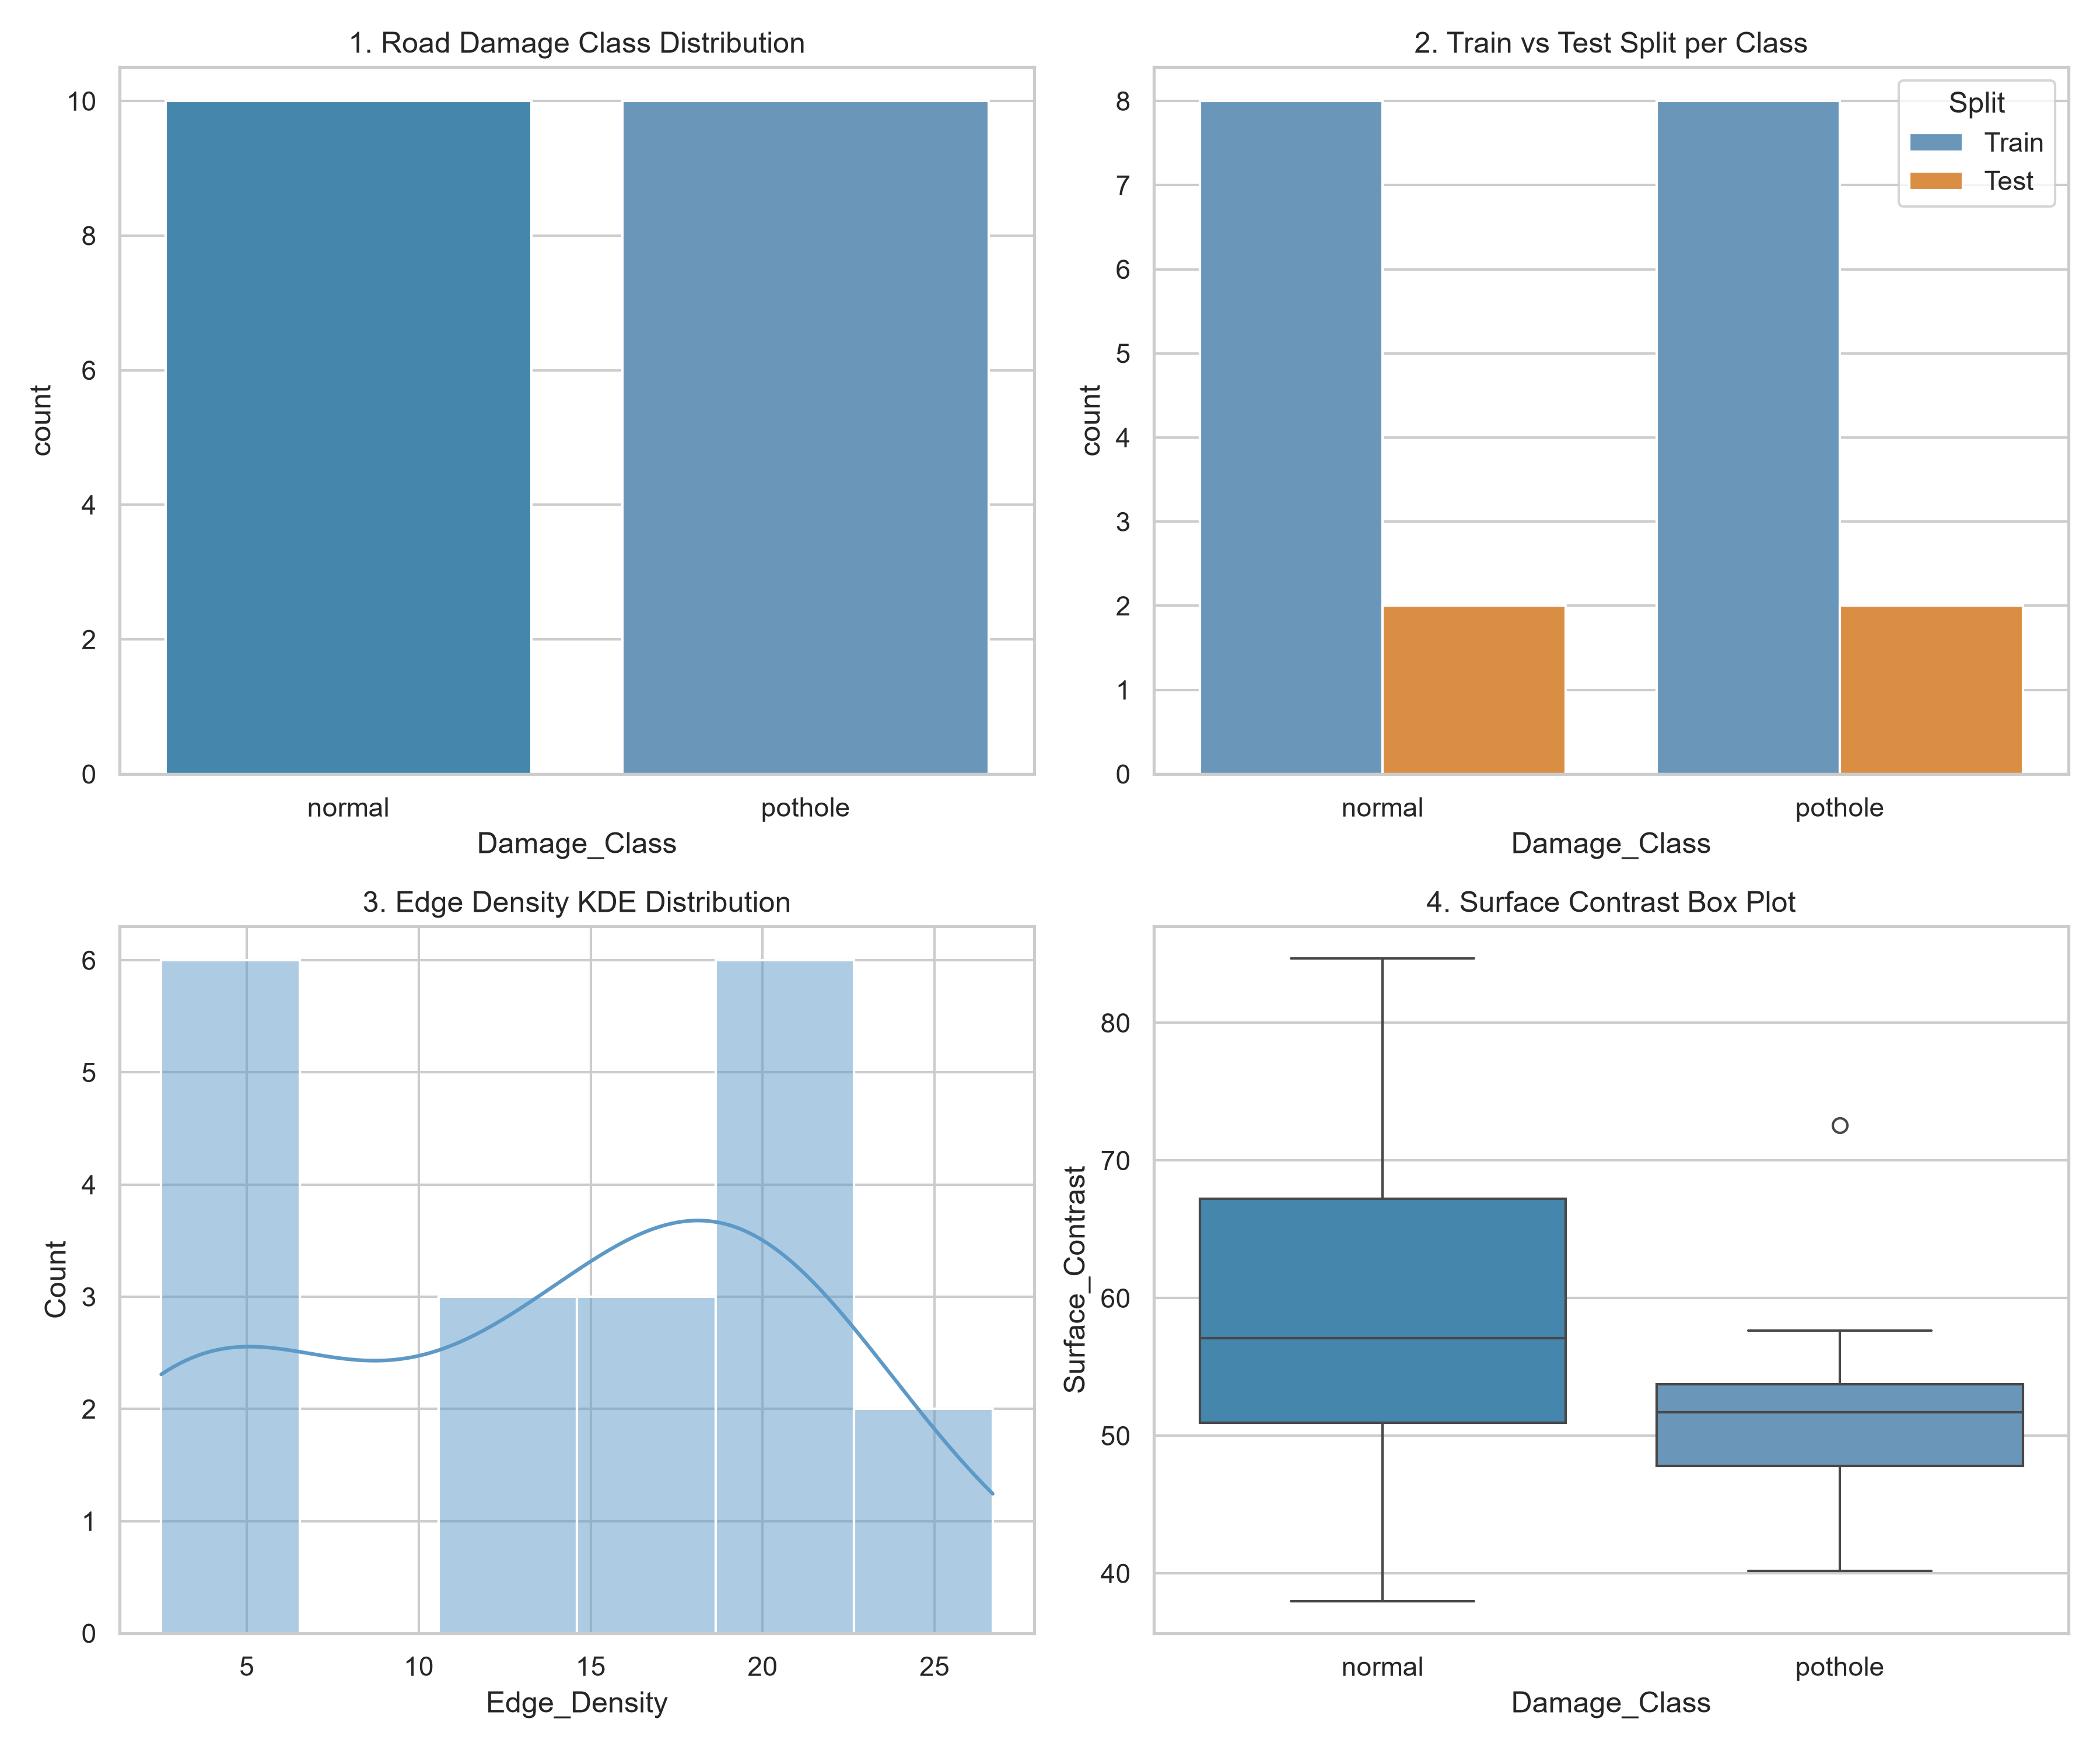 1. Road Damage Class Distribution
10
8
6
4
2
0
count
normal
pothole
Damage_Class
2. Train vs Test Split per Class
8
7
6
5
4
3
2
1
0
count
Split
Train
Test
normal
pothole
Damage_Class
3. Edge Density KDE Distribution
6
5
4
3
2
1
0
Count
5
10
15
20
25
Edge_Density
4. Surface Contrast Box Plot
80
70
60
50
40
Surface_Contrast
normal
pothole
Damage_Class